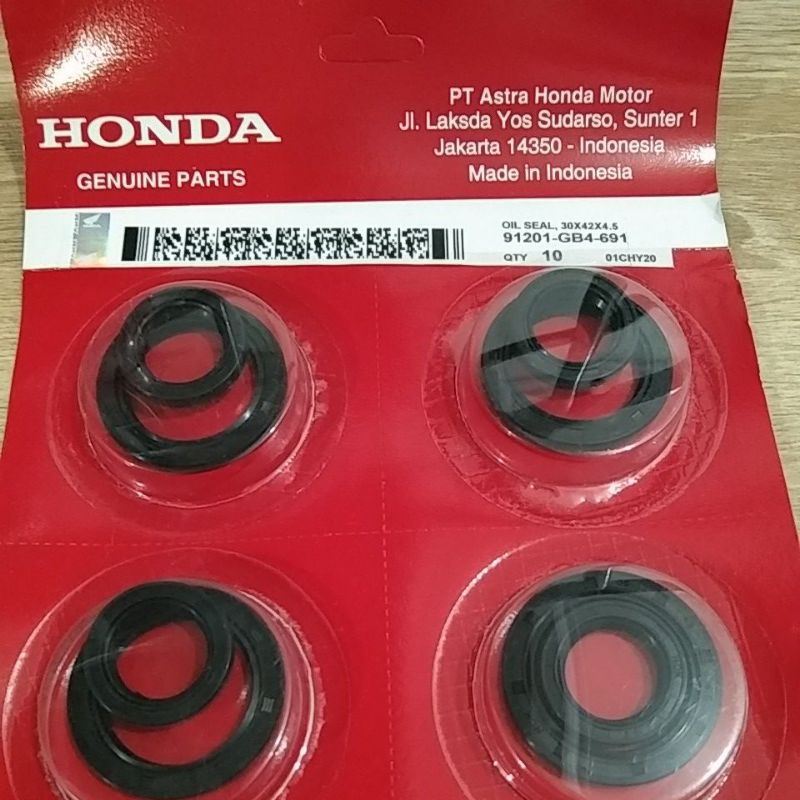 HONDA
GENUINE PARTS
PT Astra Honda Motor
Jl. Laksda Yos Sudarso, Sunter 1
Jakarta 14350 - Indonesia
Made in Indonesia
OIL SEAL, 30X42X4.5
91201-GB4-691
QTY 10 01CHY20